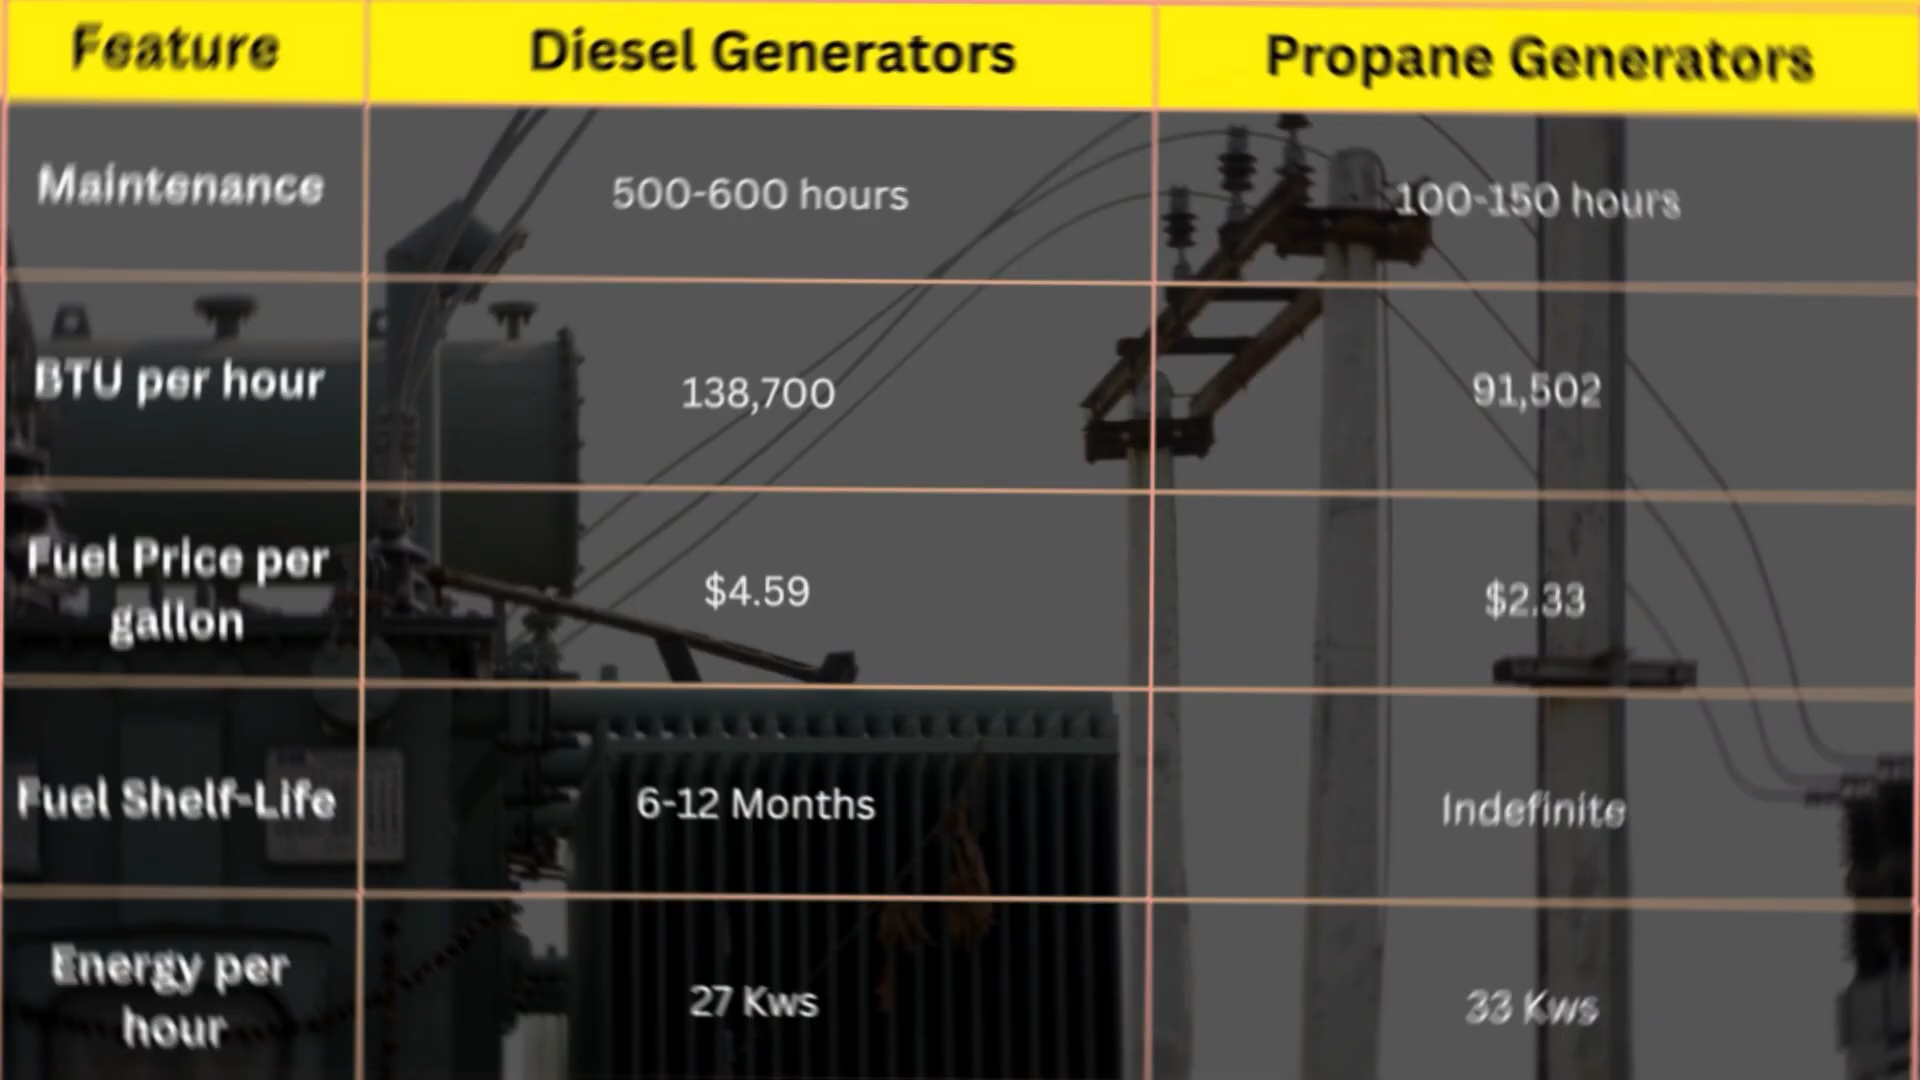 Feature Diesel Generators Propane Generators
Maintenance 500-600 hours 100-150 hours
BTU per hour 138,700 91,502
Fuel Price per gallon $4.59 $2.33
Fuel Shelf-Life 6-12 Months Indefinite
Energy per hour 27 Kws 33 Kws